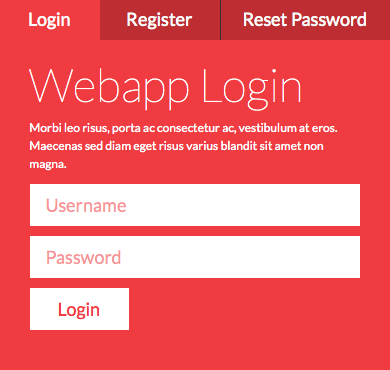 Login Register Reset Password
Webapp Login
Morbi leo risus, porta ac consectetur ac, vestibulum at eros.
Maecenas sed diam eget risus varius blandit sit amet non
magna.
Username
Password
Login